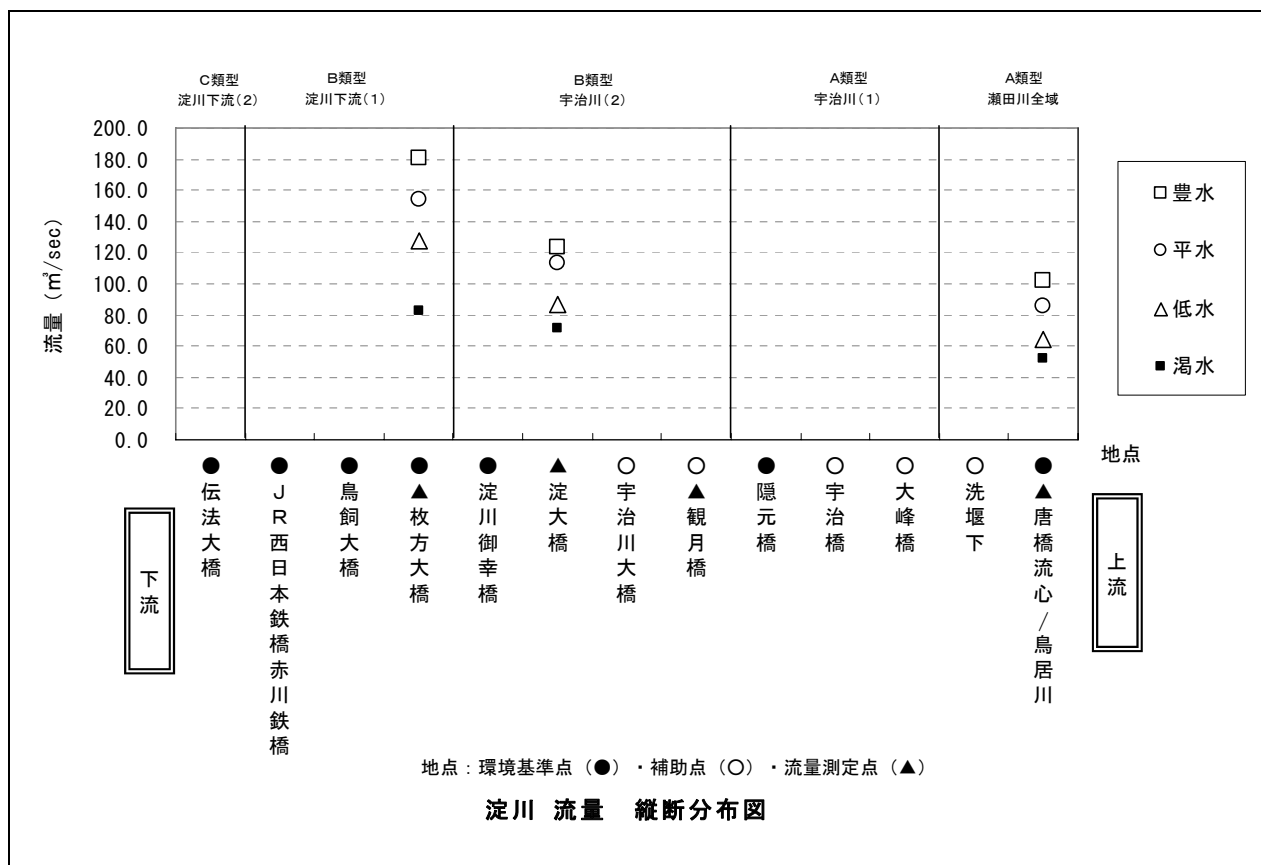 C類型
淀川下流(2)
B類型
淀川下流(1)
B類型
宇治川(2)
A類型
宇治川(1)
A類型
瀬田川全域
200.0
180.0
160.0
140.0
120.0
100.0
80.0
60.0
40.0
20.0
0.0
流量 (㎥/sec)
□ 豊水
○ 平水
△ 低水
■ 渇水
地点
● 伝法大橋
● JR西日本鉄橋赤川鉄橋
● 鳥飼大橋
● ▲ 枚方大橋
● 淀川御幸橋
▲ 淀大橋
○ 宇治川大橋
○ ▲ 観月橋
● 隠元橋
○ 宇治橋
○ 大峰橋
○ 洗堰下
● ▲ 唐橋流心/鳥居川
下流
上流
地点:環境基準点(●)・補助点(○)・流量測定点(▲)
淀川 流量 縦断分布図